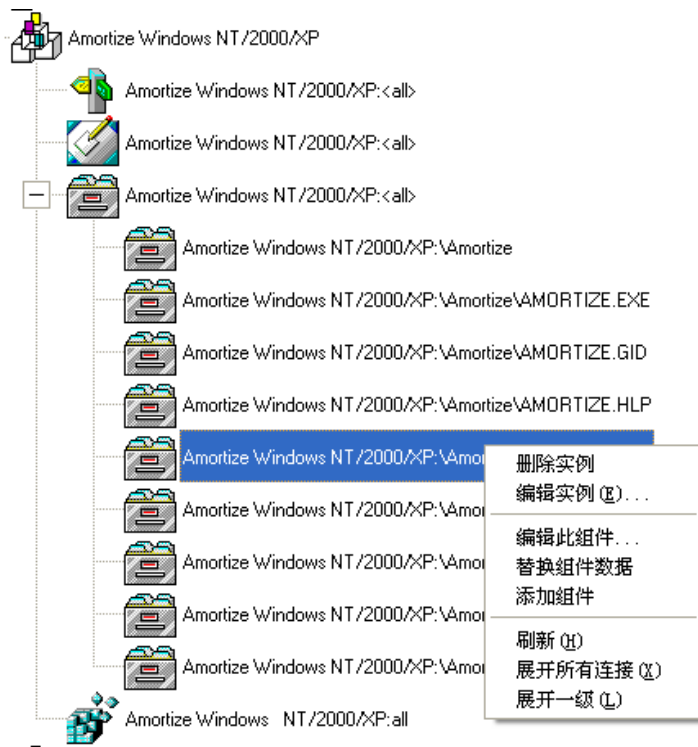 Amortize Windows NT/2000/XP
Amortize Windows NT/2000/XP:<all>
Amortize Windows NT/2000/XP:<all>
Amortize Windows NT/2000/XP:<all>
Amortize Windows NT/2000/XP:\Amortize
Amortize Windows NT/2000/XP:\Amortize\AMORTIZE.EXE
Amortize Windows NT/2000/XP:\Amortize\AMORTIZE.GID
Amortize Windows NT/2000/XP:\Amortize\AMORTIZE.HLP
Amortize Windows NT/2000/XP:\Amor
Amortize Windows NT/2000/XP:\Amor
Amortize Windows NT/2000/XP:\Amor
Amortize Windows NT/2000/XP:\Amor
Amortize Windows NT/2000/XP:\Amor
Amortize Windows NT/2000/XP:all
删除实例
编辑实例(E)...
编辑此组件...
替换组件数据
添加组件
刷新(H)
展开所有连接(X)
展开一级(L)